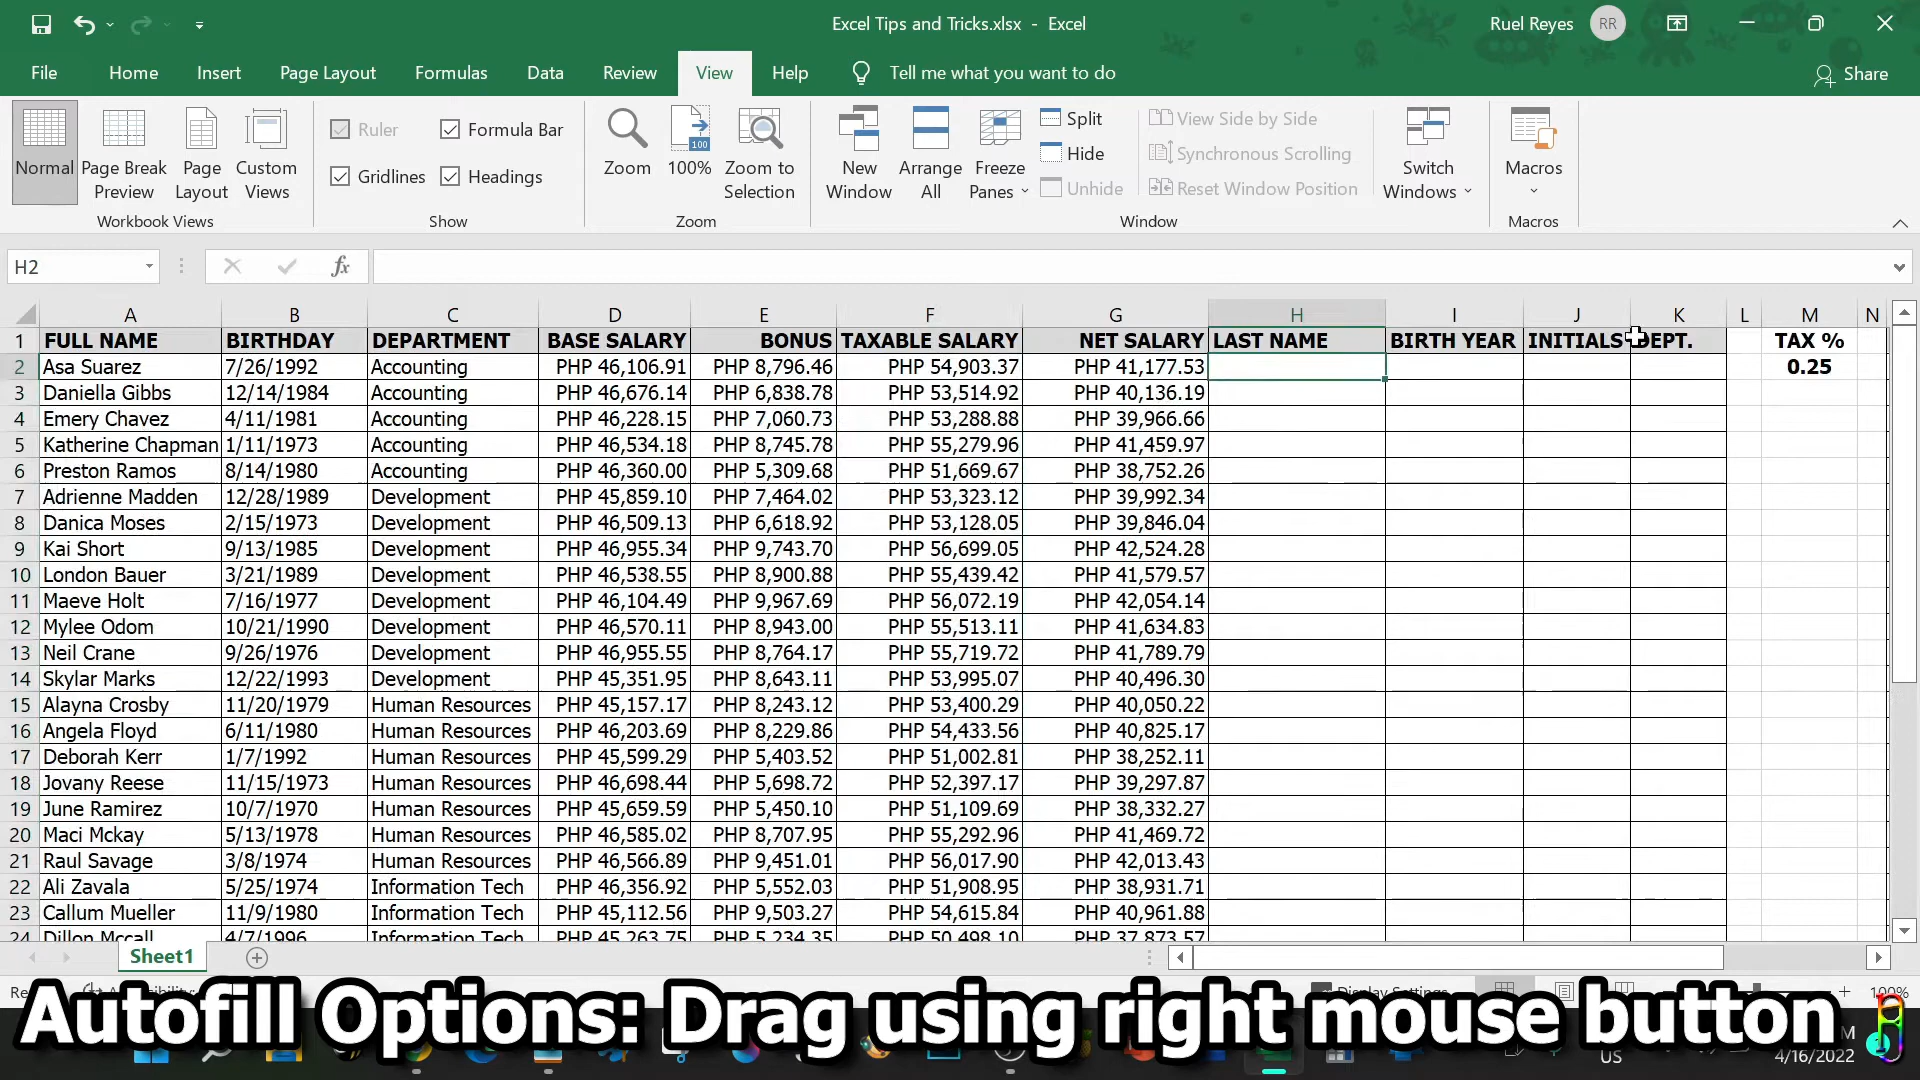 Excel Tips and Tricks.xlsx - Excel
Ruel Reyes RR
File Home Insert Page Layout Formulas Data Review View Help Tell me what you want to do Share
Normal Page Break Preview Page Layout Custom Views
Workbook Views
Ruler Formula Bar
Gridlines Headings
Show
Zoom 100% Zoom to Selection
100
Zoom
New Window Arrange All Freeze Panes
Split
Hide
Unhide
View Side by Side
Synchronous Scrolling
Reset Window Position
Switch Windows
Window
Macros
Macros
H2 fx
A B C D E F G H I J K L M N
1 FULL NAME BIRTHDAY DEPARTMENT BASE SALARY BONUS TAXABLE SALARY NET SALARY LAST NAME BIRTH YEAR INITIALS DEPT. TAX %
2 Asa Suarez 7/26/1992 Accounting PHP 46,106.91 PHP 8,796.46 PHP 54,903.37 PHP 41,177.53 0.25
3 Daniella Gibbs 12/14/1984 Accounting PHP 46,676.14 PHP 6,838.78 PHP 53,514.92 PHP 40,136.19
4 Emery Chavez 4/11/1981 Accounting PHP 46,228.15 PHP 7,060.73 PHP 53,288.88 PHP 39,966.66
5 Katherine Chapman 1/11/1973 Accounting PHP 46,534.18 PHP 8,745.78 PHP 55,279.96 PHP 41,459.97
6 Preston Ramos 8/14/1980 Accounting PHP 46,360.00 PHP 5,309.68 PHP 51,669.67 PHP 38,752.26
7 Adrienne Madden 12/28/1989 Development PHP 45,859.10 PHP 7,464.02 PHP 53,323.12 PHP 39,992.34
8 Danica Moses 2/15/1973 Development PHP 46,509.13 PHP 6,618.92 PHP 53,128.05 PHP 39,846.04
9 Kai Short 9/13/1985 Development PHP 46,955.34 PHP 9,743.70 PHP 56,699.05 PHP 42,524.28
10 London Bauer 3/21/1989 Development PHP 46,538.55 PHP 8,900.88 PHP 55,439.42 PHP 41,579.57
11 Maeve Holt 7/16/1977 Development PHP 46,104.49 PHP 9,967.69 PHP 56,072.19 PHP 42,054.14
12 Mylee Odom 10/21/1990 Development PHP 46,570.11 PHP 8,943.00 PHP 55,513.11 PHP 41,634.83
13 Neil Crane 9/26/1976 Development PHP 46,955.55 PHP 8,764.17 PHP 55,719.72 PHP 41,789.79
14 Skylar Marks 12/22/1993 Development PHP 45,351.95 PHP 8,643.11 PHP 53,995.07 PHP 40,496.30
15 Alayna Crosby 11/20/1979 Human Resources PHP 45,157.17 PHP 8,243.12 PHP 53,400.29 PHP 40,050.22
16 Angela Floyd 6/11/1980 Human Resources PHP 46,203.69 PHP 8,229.86 PHP 54,433.56 PHP 40,825.17
17 Deborah Kerr 1/7/1992 Human Resources PHP 45,599.29 PHP 5,403.52 PHP 51,002.81 PHP 38,252.11
18 Jovany Reese 11/15/1973 Human Resources PHP 46,698.44 PHP 5,698.72 PHP 52,397.17 PHP 39,297.87
19 June Ramirez 10/7/1970 Human Resources PHP 45,659.59 PHP 5,450.10 PHP 51,109.69 PHP 38,332.27
20 Maci Mckay 5/13/1978 Human Resources PHP 46,585.02 PHP 8,707.95 PHP 55,292.96 PHP 41,469.72
21 Raul Savage 3/8/1974 Human Resources PHP 46,566.89 PHP 9,451.01 PHP 56,017.90 PHP 42,013.43
22 Ali Zavala 5/25/1974 Information Tech PHP 46,356.92 PHP 5,552.03 PHP 51,908.95 PHP 38,931.71
23 Callum Mueller 11/9/1980 Information Tech PHP 45,112.56 PHP 9,503.27 PHP 54,615.84 PHP 40,961.88
24 Dillon Mccall 4/7/1996 Information Tech PHP 45,263.75 PHP 5,234.35 PHP 50,498.10 PHP 37,873.57
Sheet1
Display Settings 100%
Autofill Options: Drag using right mouse button
US 4/16/2022